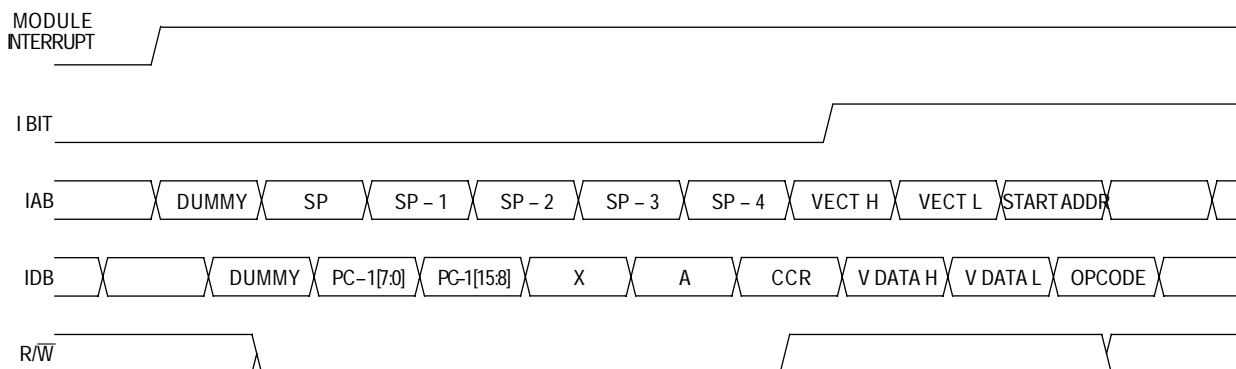 MODULE
INTERRUPT
I BIT
IAB DUMMY SP SP – 1 SP – 2 SP – 3 SP – 4 VECT H VECT L START ADDR
IDB DUMMY PC–1[7:0] PC-1[15:8] X A CCR V DATA H V DATA L OPCODE
R/W̅